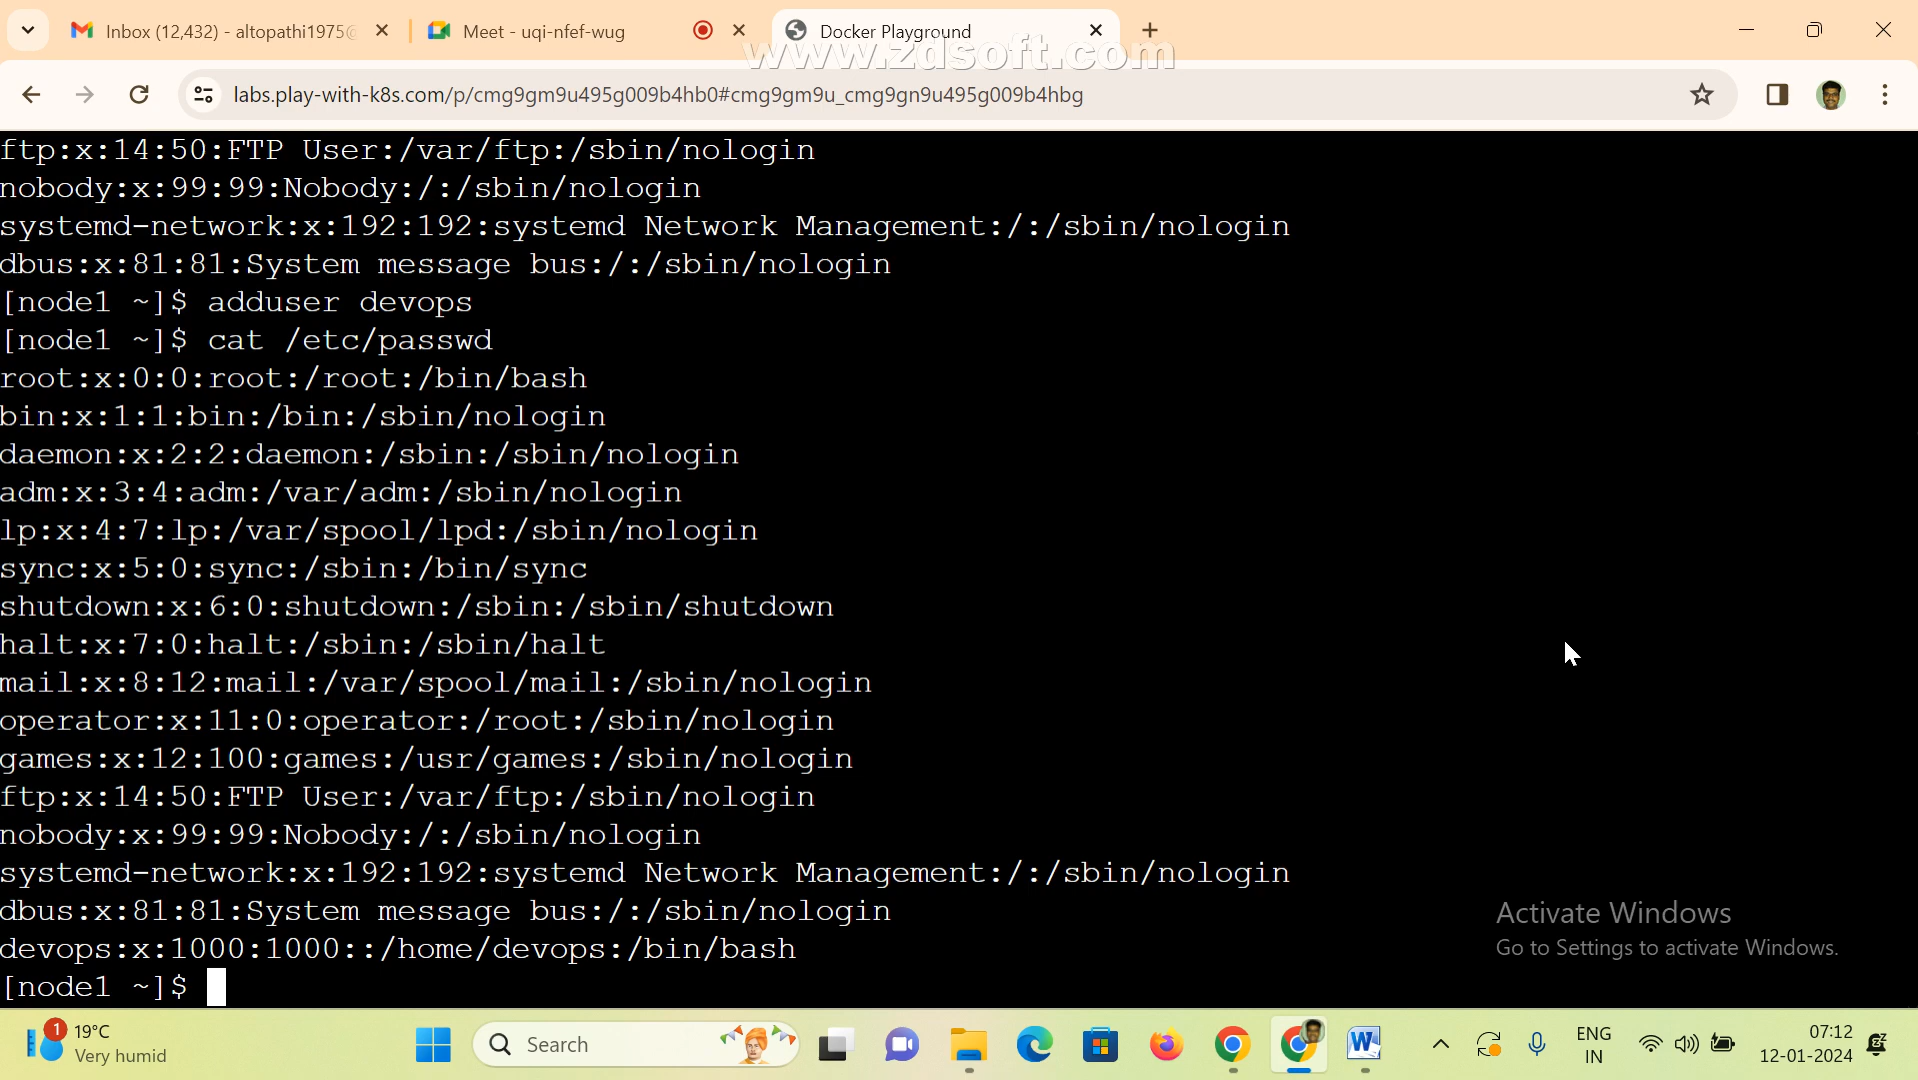 Inbox (12,432) - altopathi1975@
Meet - uqi-nfef-wug
Docker Playground
www.zdsoft.com
labs.play-with-k8s.com/p/cmg9gm9u495g009b4hb0#cmg9gm9u_cmg9gn9u495g009b4hbg
ftp:x:14:50:FTP User:/var/ftp:/sbin/nologin
nobody:x:99:99:Nobody:/:/sbin/nologin
systemd-network:x:192:192:systemd Network Management:/:/sbin/nologin
dbus:x:81:81:System message bus:/:/sbin/nologin
[node1 ~]$ adduser devops
[node1 ~]$ cat /etc/passwd
root:x:0:0:root:/root:/bin/bash
bin:x:1:1:bin:/bin:/sbin/nologin
daemon:x:2:2:daemon:/sbin:/sbin/nologin
adm:x:3:4:adm:/var/adm:/sbin/nologin
lp:x:4:7:lp:/var/spool/lpd:/sbin/nologin
sync:x:5:0:sync:/sbin:/bin/sync
shutdown:x:6:0:shutdown:/sbin:/sbin/shutdown
halt:x:7:0:halt:/sbin:/sbin/halt
mail:x:8:12:mail:/var/spool/mail:/sbin/nologin
operator:x:11:0:operator:/root:/sbin/nologin
games:x:12:100:games:/usr/games:/sbin/nologin
ftp:x:14:50:FTP User:/var/ftp:/sbin/nologin
nobody:x:99:99:Nobody:/:/sbin/nologin
systemd-network:x:192:192:systemd Network Management:/:/sbin/nologin
dbus:x:81:81:System message bus:/:/sbin/nologin
devops:x:1000:1000::/home/devops:/bin/bash
[node1 ~]$
Activate Windows
Go to Settings to activate Windows.
1
19°C
Very humid
Search
W
ENG
IN
07:12
12-01-2024